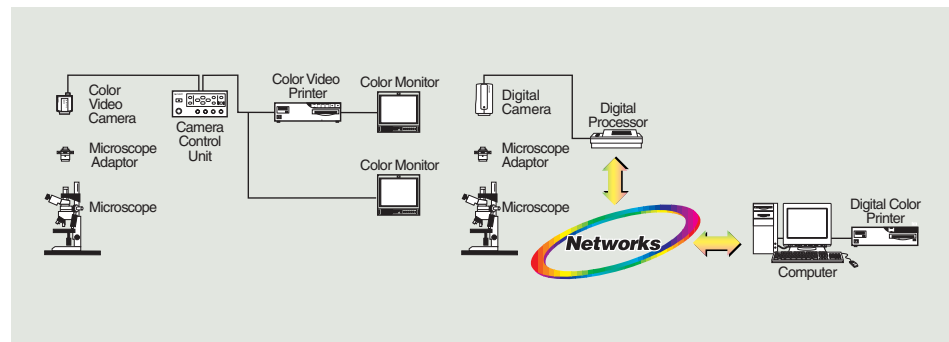 Color
Video
Camera
Microscope
Adaptor
Microscope
Camera
Control
Unit
Color Video
Printer
Color Monitor
Color Monitor
Digital
Camera
Microscope
Adaptor
Microscope
Digital
Processor
Networks
Computer
Digital Color
Printer